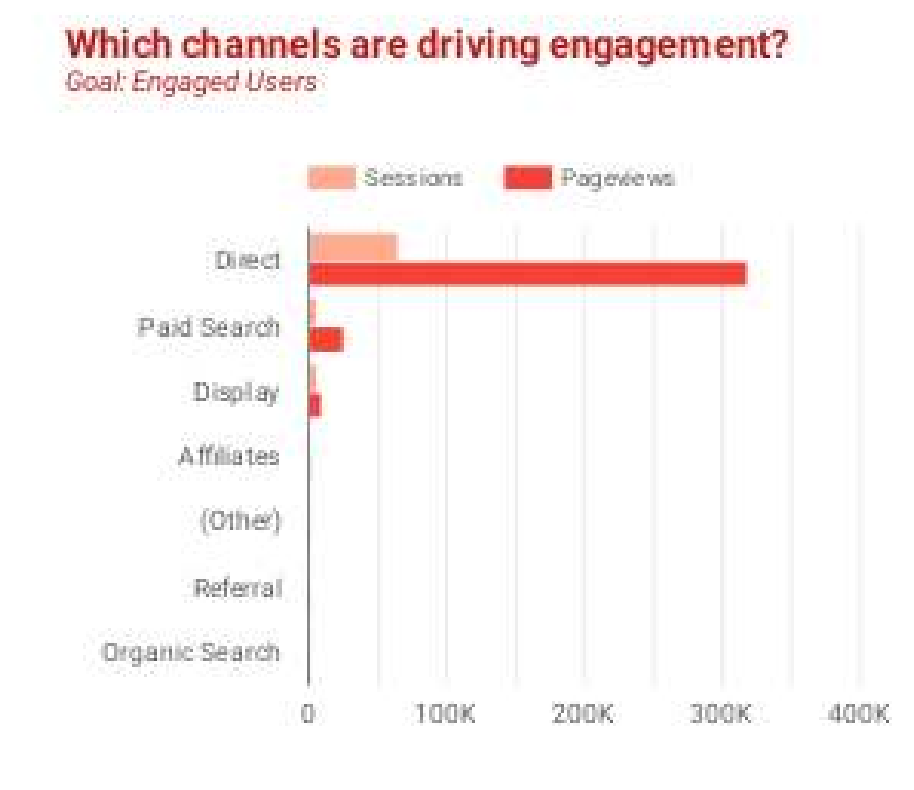 Which channels are driving engagement?
Goal: Engaged Users
Sessions Pageviews
Direct
Paid Search
Display
Affiliates
(Other)
Referral
Organic Search
0 100K 200K 300K 400K